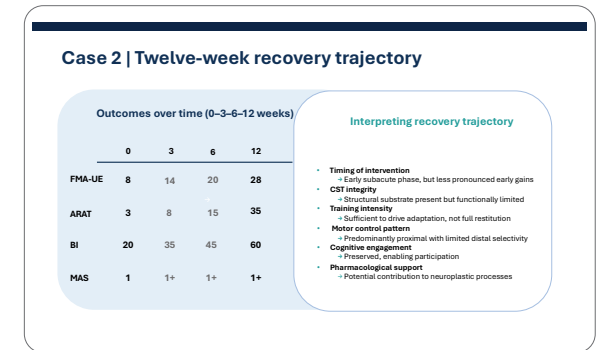 Case 2 | Twelve-week recovery trajectory
Outcomes over time (0–3–6–12 weeks)
0 3 6 12
FMA-UE 8 14 20 28
ARAT 3 8 15 35
BI 20 35 45 60
MAS 1 1+ 1+ 1+
Interpreting recovery trajectory
• Timing of intervention
→ Early subacute phase, but less pronounced early gains
• CST integrity
→ Structural substrate present but functionally limited
• Training intensity
→ Sufficient to drive adaptation, not full restitution
• Motor control pattern
→ Predominantly proximal with limited distal selectivity
• Cognitive engagement
→ Preserved, enabling participation
• Pharmacological support
→ Potential contribution to neuroplastic processes